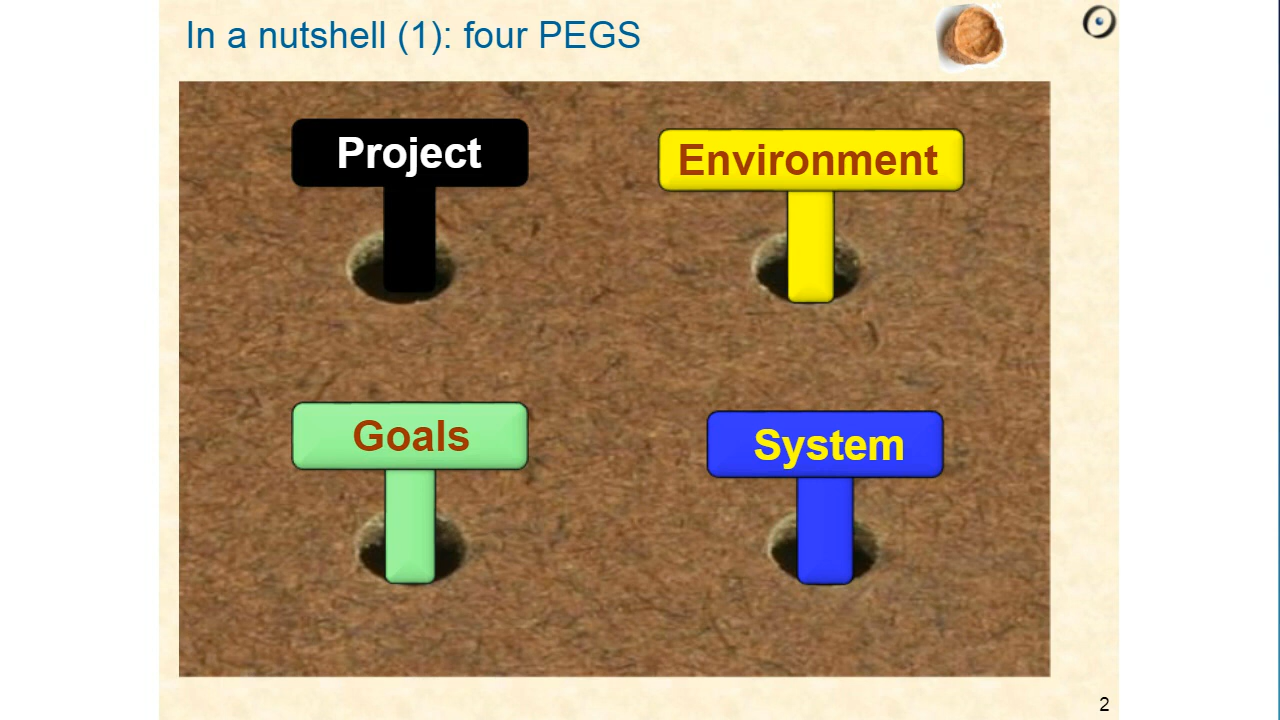 In a nutshell (1): four PEGS
Project
Environment
Goals
System
2